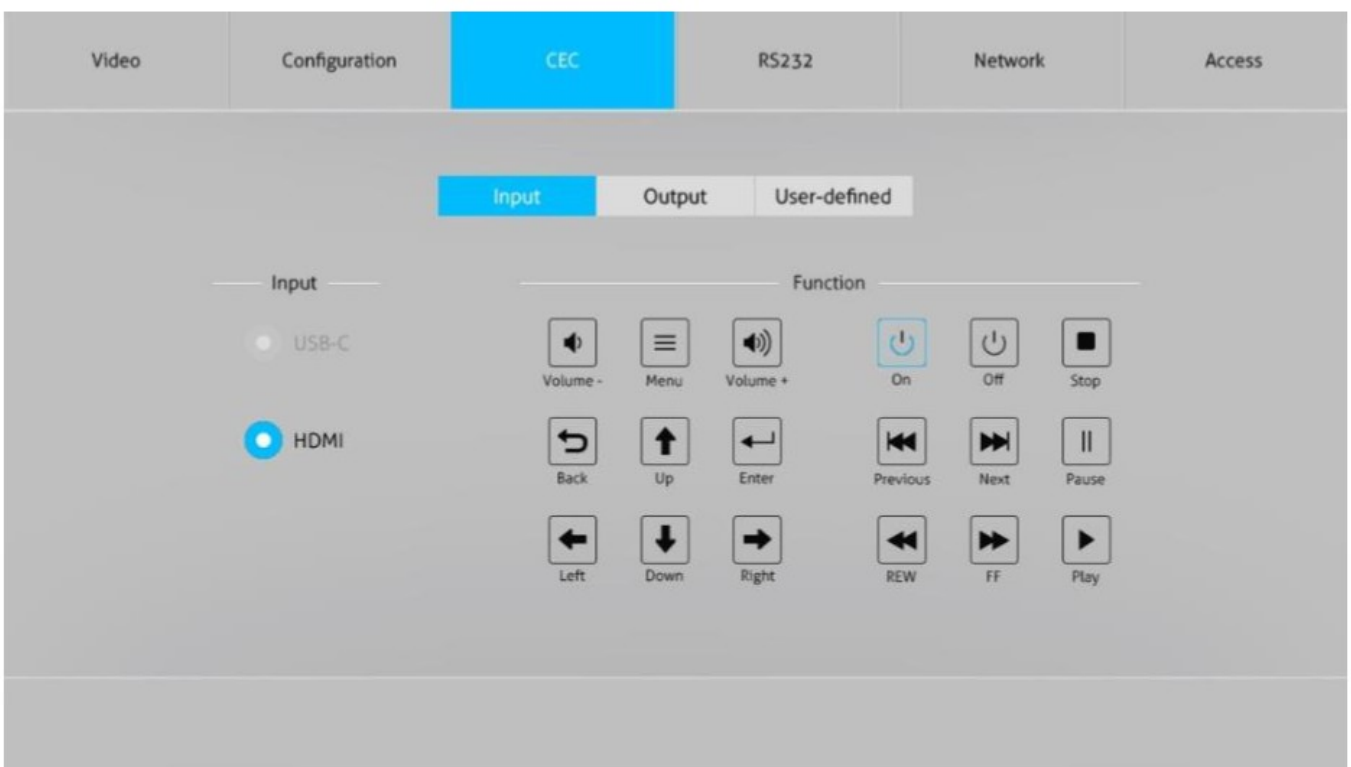 Video Configuration CEC RS232 Network Access
Input Output User-defined
Input Function
USB-C
Volume - Menu Volume + On Off Stop
HDMI
Back Up Enter Previous Next Pause
Left Down Right REW FF Play